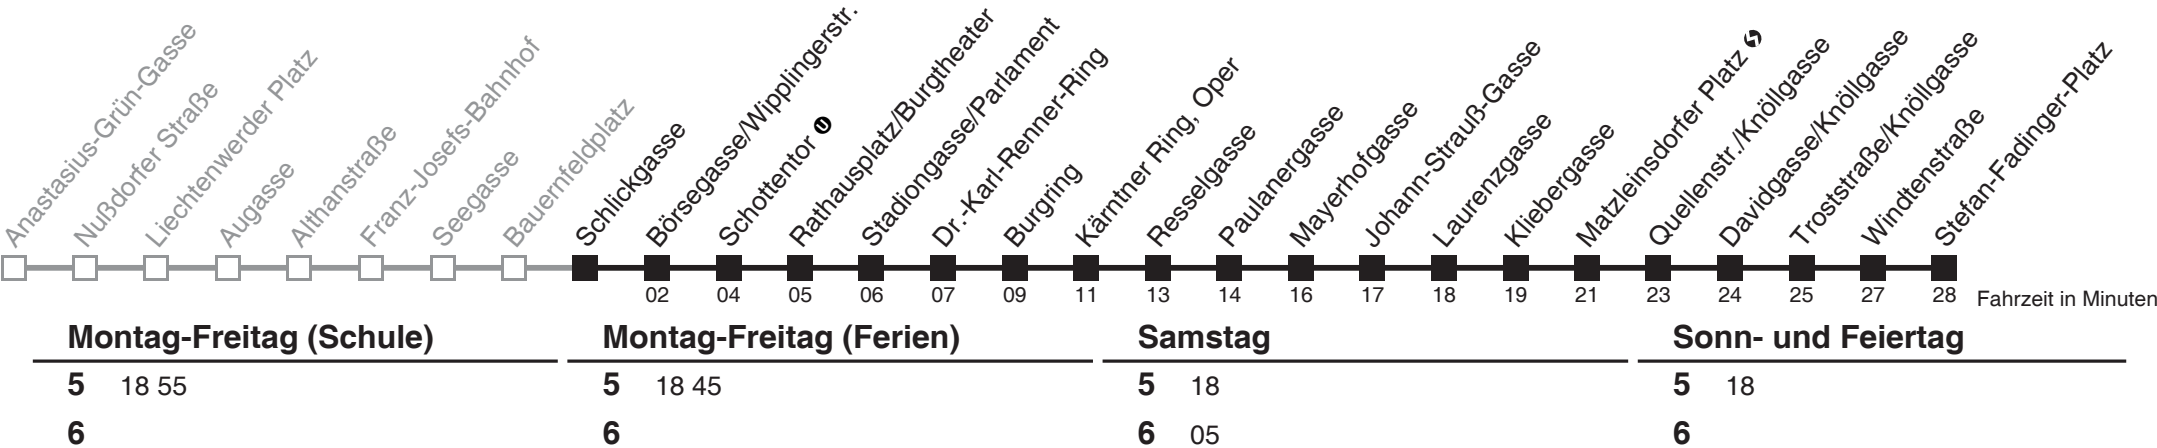 Anastasius-Grün-Gasse
Nußdorfer Straße
Liechtenwerder Platz
Augasse
Althanstraße
Franz-Josefs-Bahnhof
Seegasse
Bauernfeldplatz
Schlickgasse
Börsegasse/Wipplingerstr.
Schottentor U
Rathausplatz/Burgtheater
Stadiongasse/Parlament
Dr.-Karl-Renner-Ring
Burgring
Kärntner Ring, Oper
Resselgasse
Paulanergasse
Mayerhofgasse
Johann-Strauß-Gasse
Laurenzgasse
Kliebergasse
Matzleinsdorfer Platz S
Quellenstr./Knöllgasse
Davidgasse/Knöllgasse
Troststraße/Knöllgasse
Windtenstraße
Stefan-Fadinger-Platz
02 04 05 06 07 09 11 13 14 16 17 18 19 21 23 24 25 27 28 Fahrzeit in Minuten
Montag-Freitag (Schule) Montag-Freitag (Ferien) Samstag Sonn- und Feiertag
5 18 55 5 18 45 5 18 5 18
6 6 6 05 6